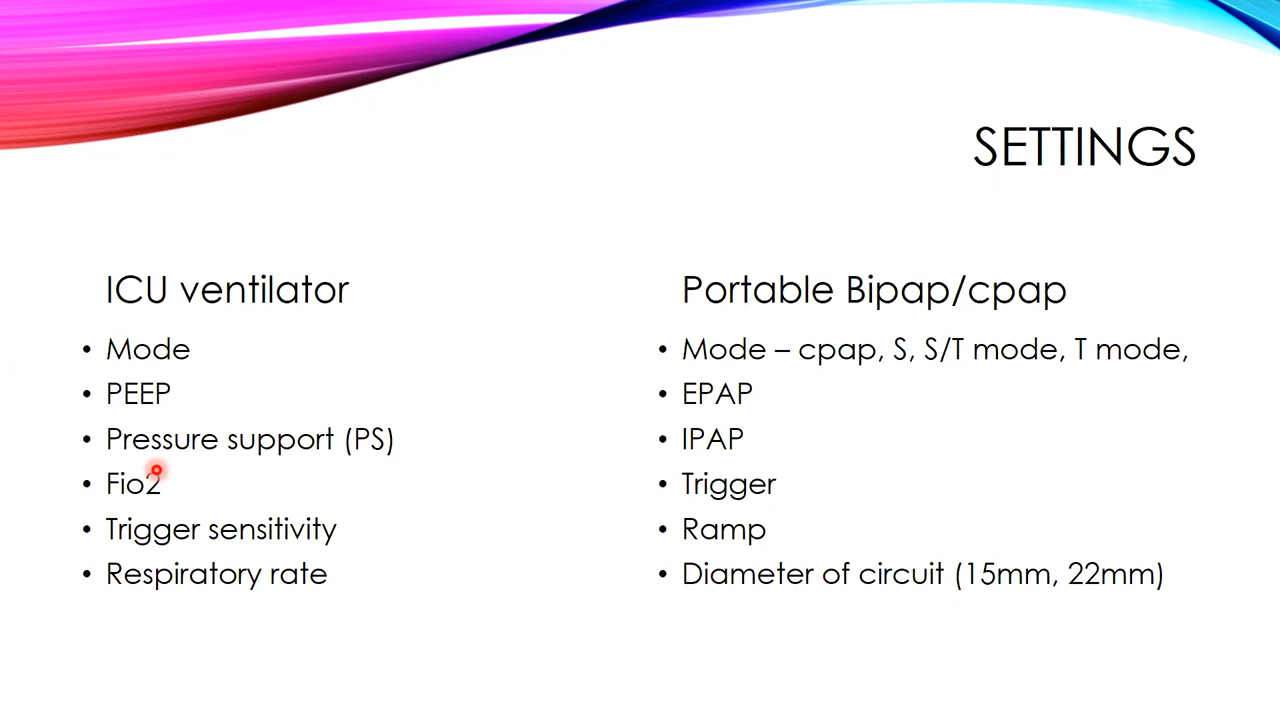 SETTINGS
ICU ventilator
• Mode
• PEEP
• Pressure support (PS)
• Fio2
• Trigger sensitivity
• Respiratory rate
Portable Bipap/cpap
• Mode – cpap, S, S/T mode, T mode,
• EPAP
• IPAP
• Trigger
• Ramp
• Diameter of circuit (15mm, 22mm)